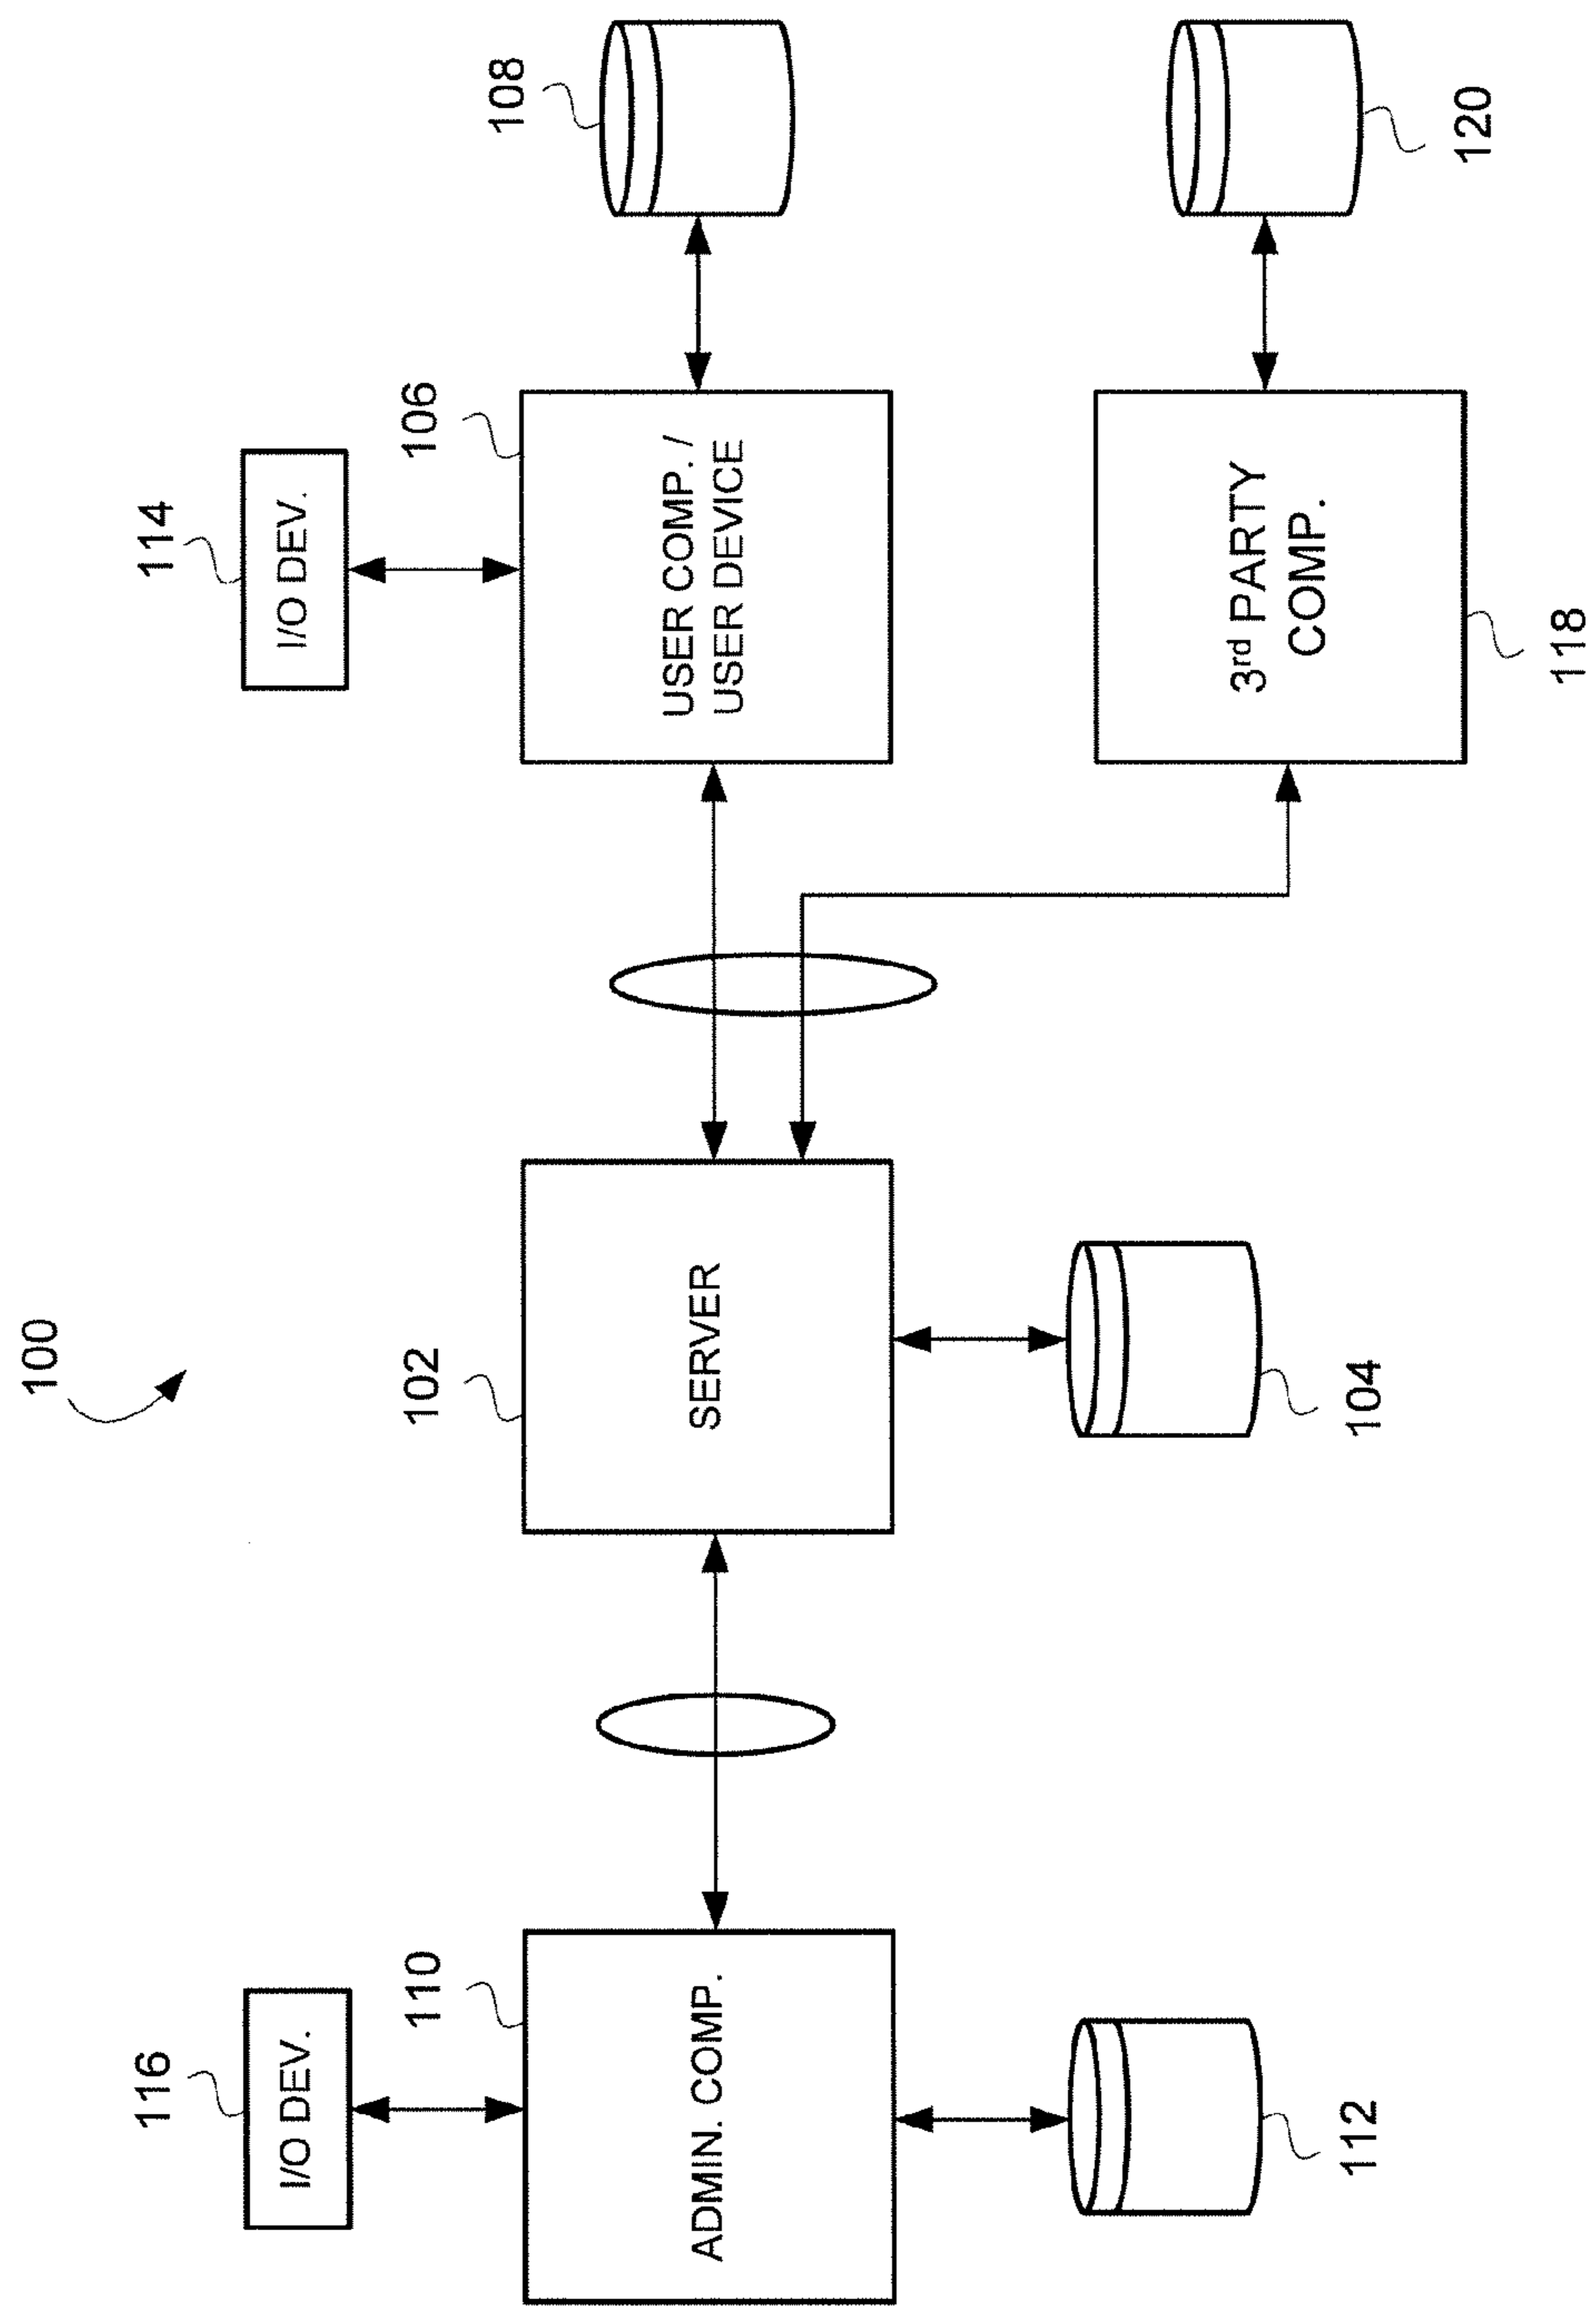 100
116
I/O DEV.
110
ADMIN. COMP.
112
102
SERVER
104
114
I/O DEV.
106
USER COMP. /
USER DEVICE
108
3rd PARTY
COMP.
118
120